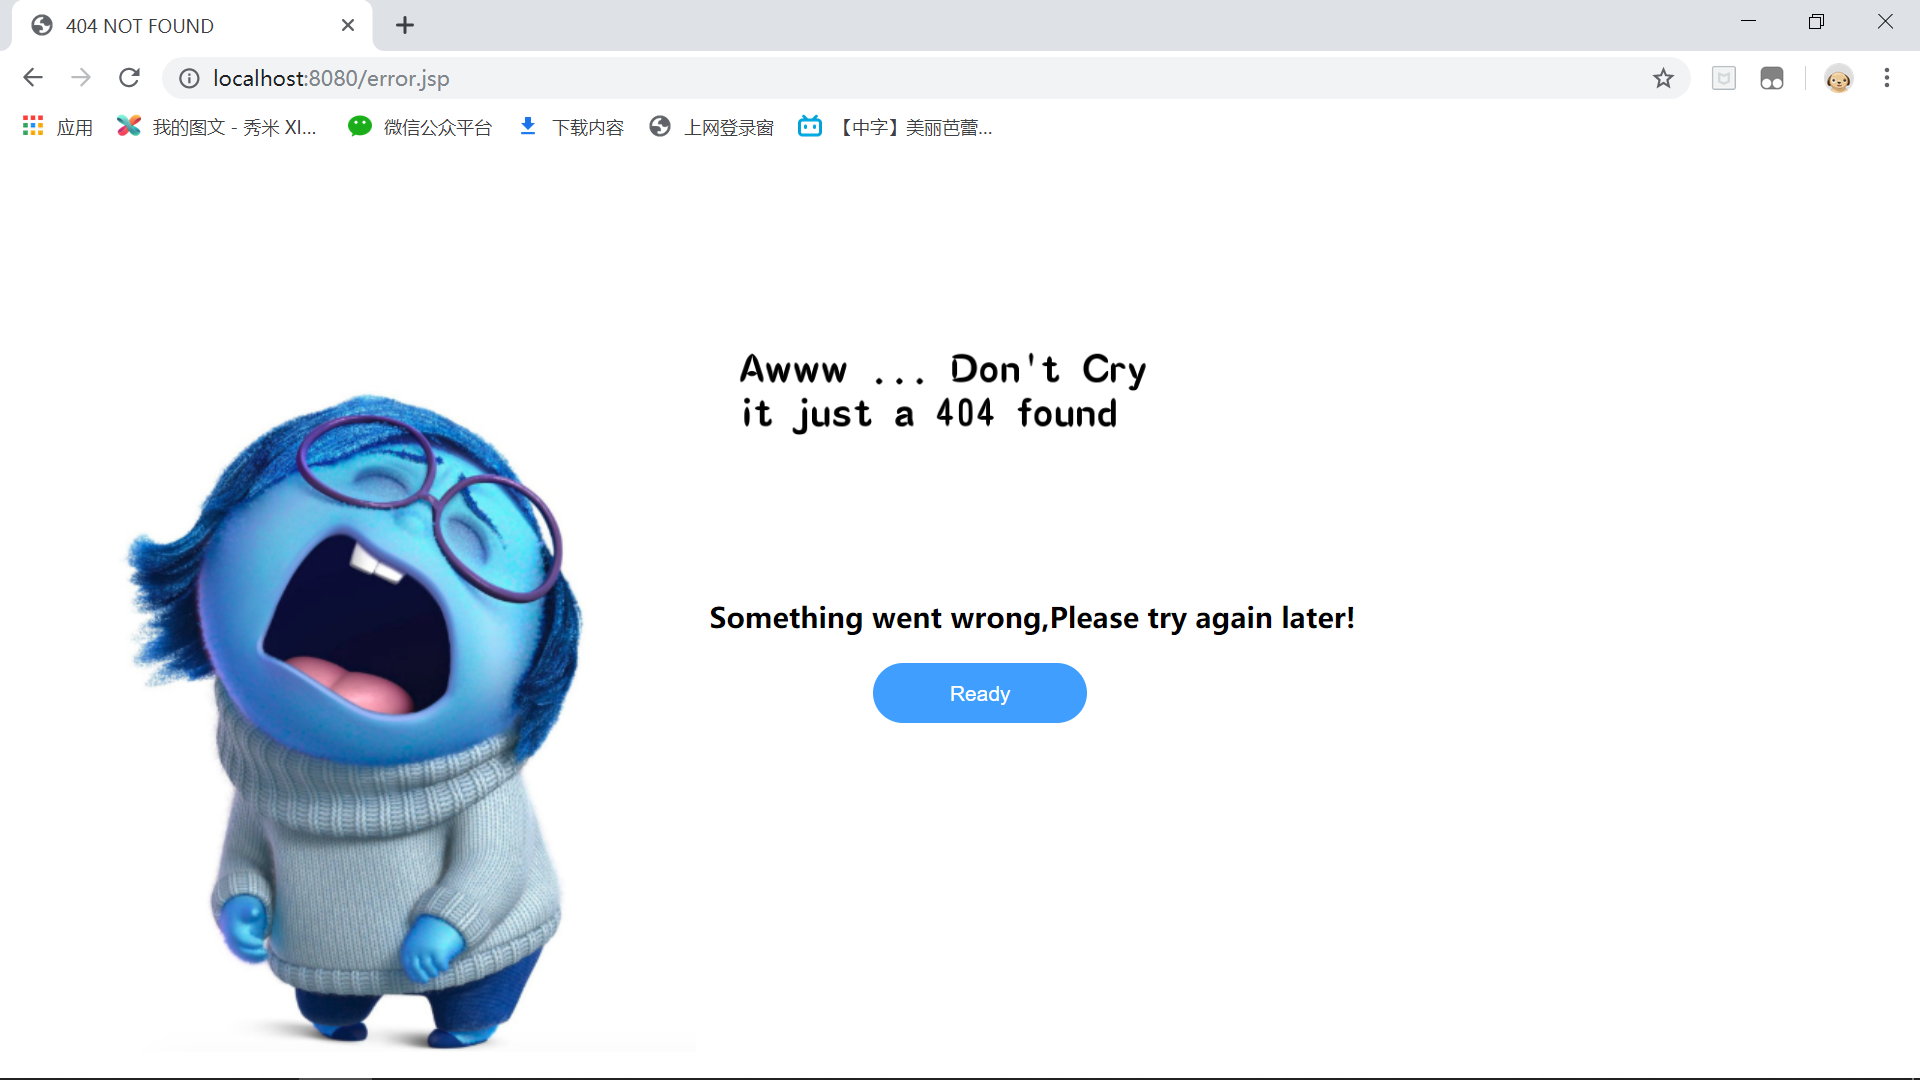 404 NOT FOUND
localhost:8080/error.jsp
应用
我的图文 - 秀米 XI...
微信公众平台
下载内容
上网登录窗
【中字】美丽芭蕾...
Awww ... Don't Cry
it just a 404 found
Something went wrong,Please try again later!
Ready